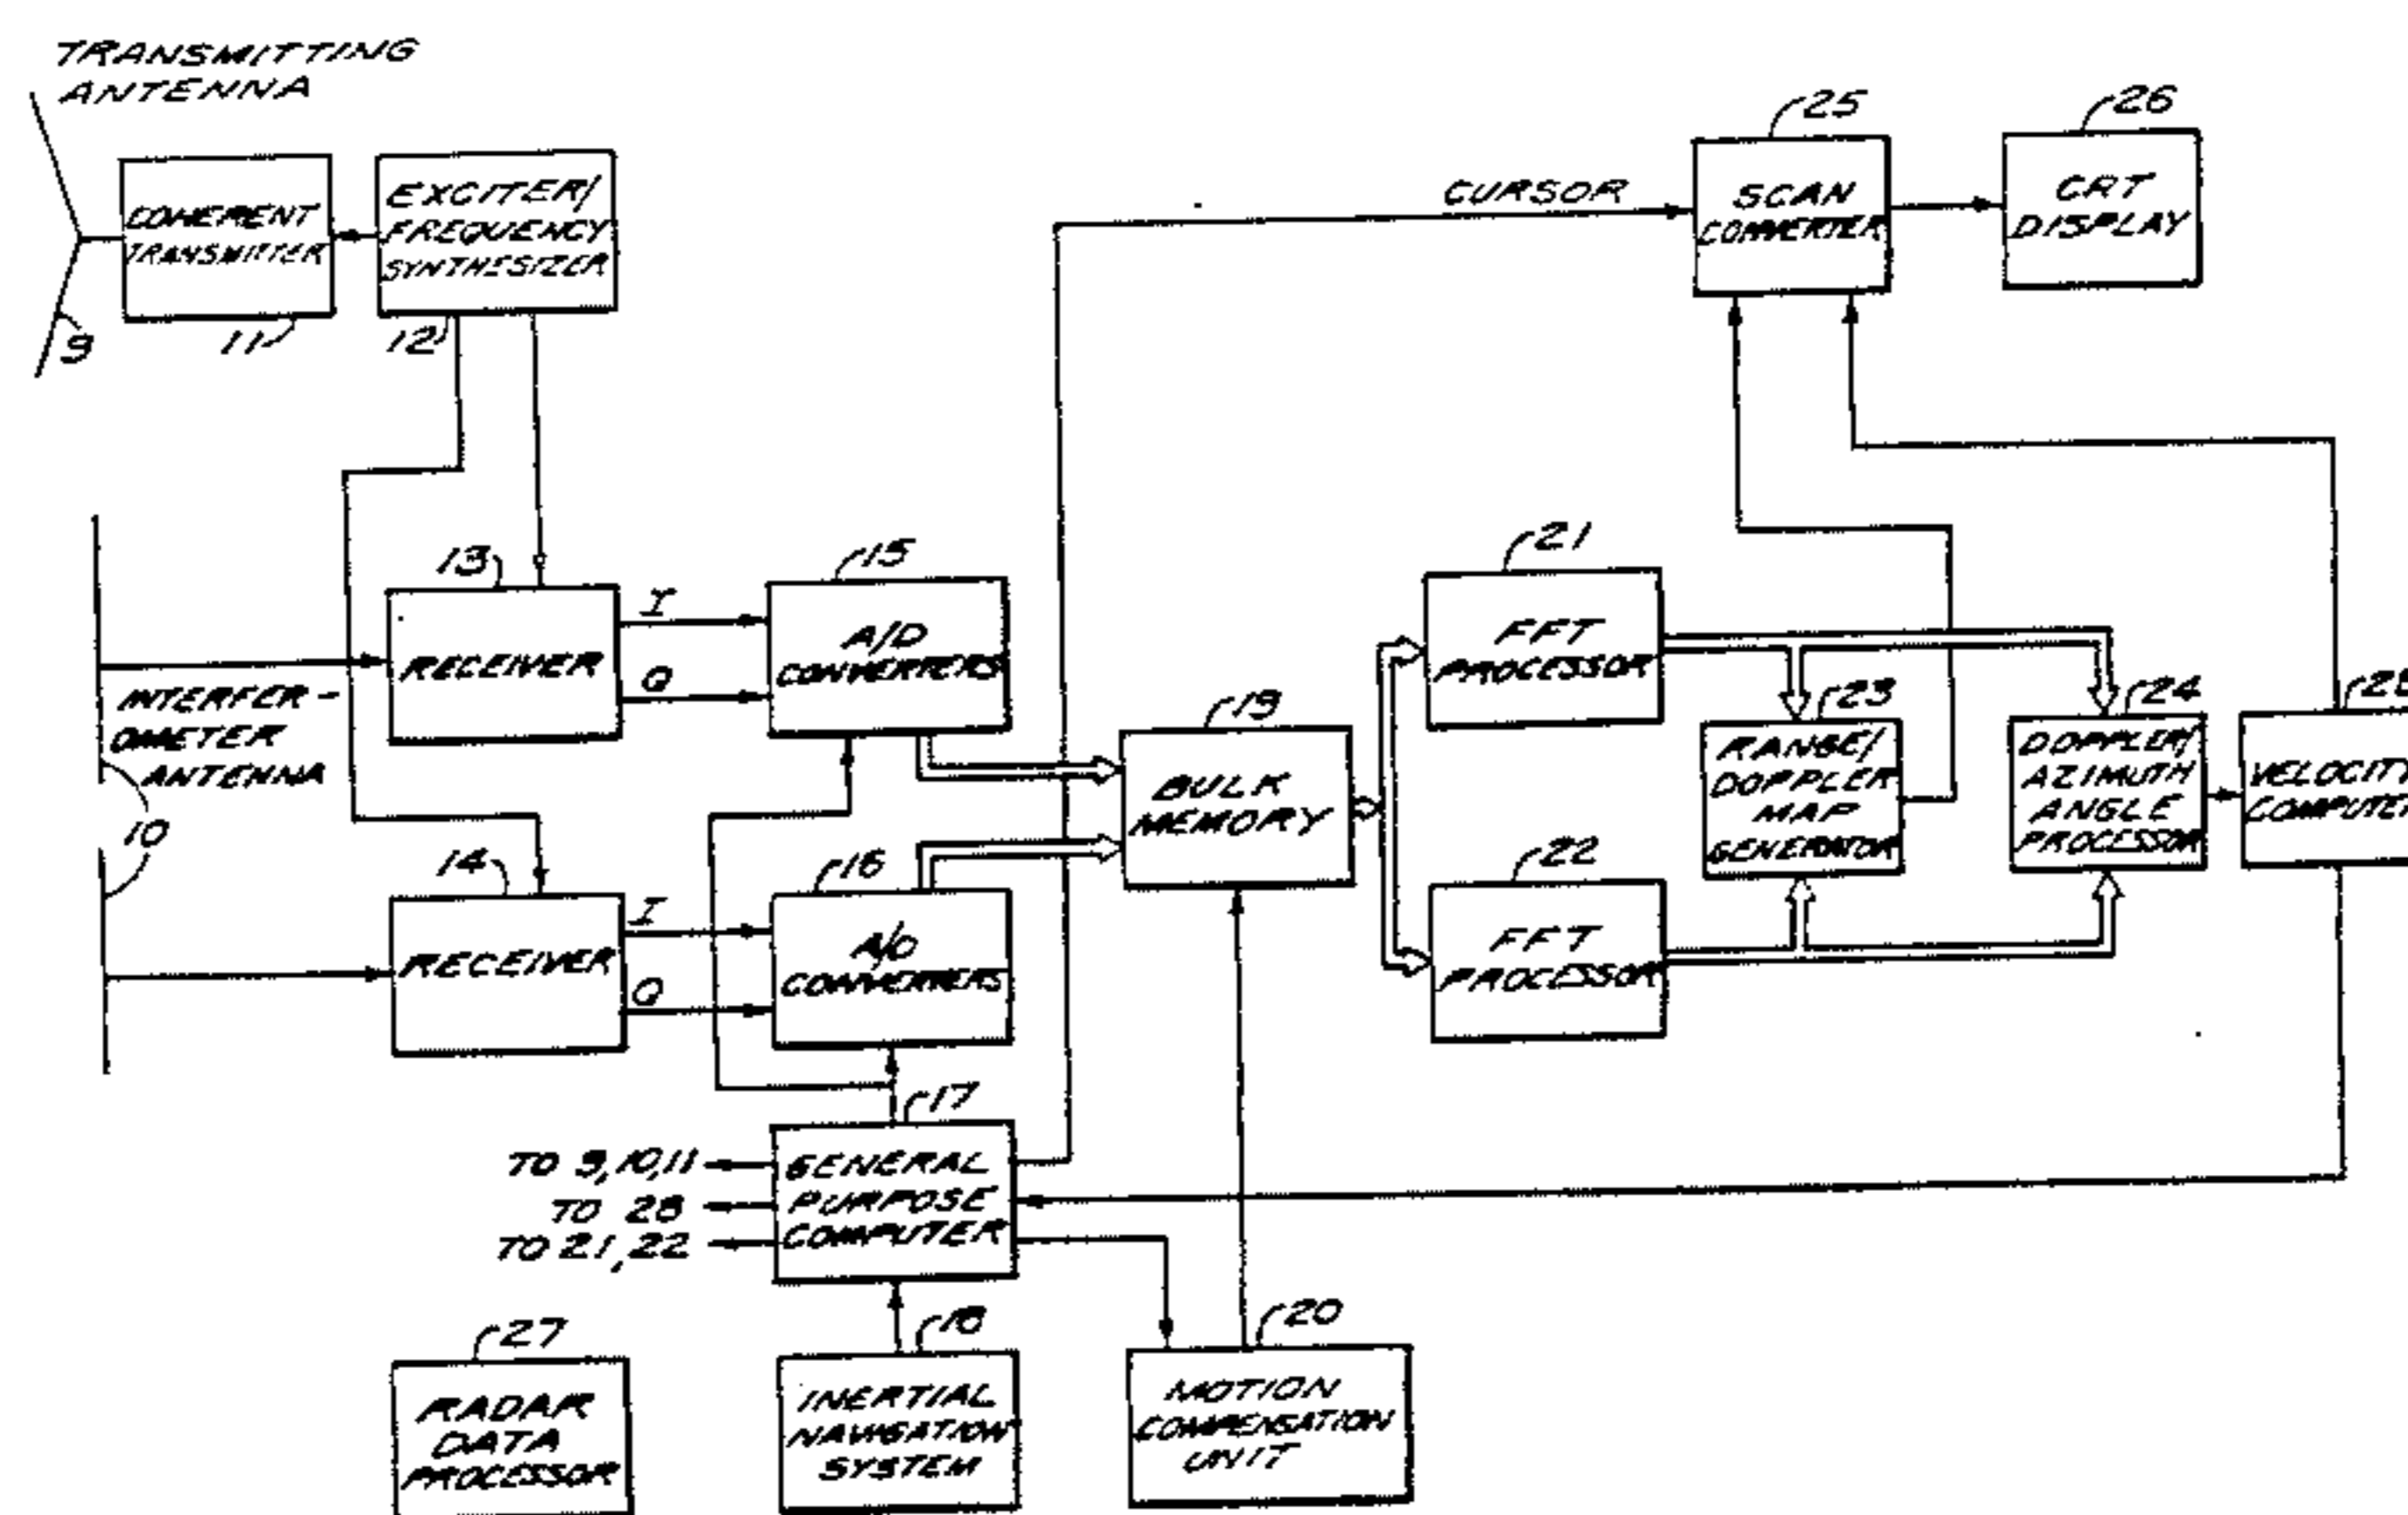 TRANSMITTING
ANTENNA
9
COHERENT
TRANSMITTER
11
EXCITER/
FREQUENCY
SYNTHESIZER
12
25
SCAN
CONVERTER
26
CRT
DISPLAY
CURSOR
INTERFER-
OMETER
ANTENNA
10
13
RECEIVER
I
Q
15
A/D
CONVERTERS
14
RECEIVER
I
Q
16
A/D
CONVERTERS
19
BULK
MEMORY
21
FFT
PROCESSOR
22
FFT
PROCESSOR
23
RANGE/
DOPPLER
MAP
GENERATOR
24
DOPPLER/
AZIMUTH
ANGLE
PROCESSOR
VELOCITY
COMPUTER
17
GENERAL
PURPOSE
COMPUTER
TO 9,10,11
TO 28
TO 21,22
27
RADAR
DATA
PROCESSOR
18
INERTIAL
NAVIGATION
SYSTEM
20
MOTION
COMPENSATION
UNIT